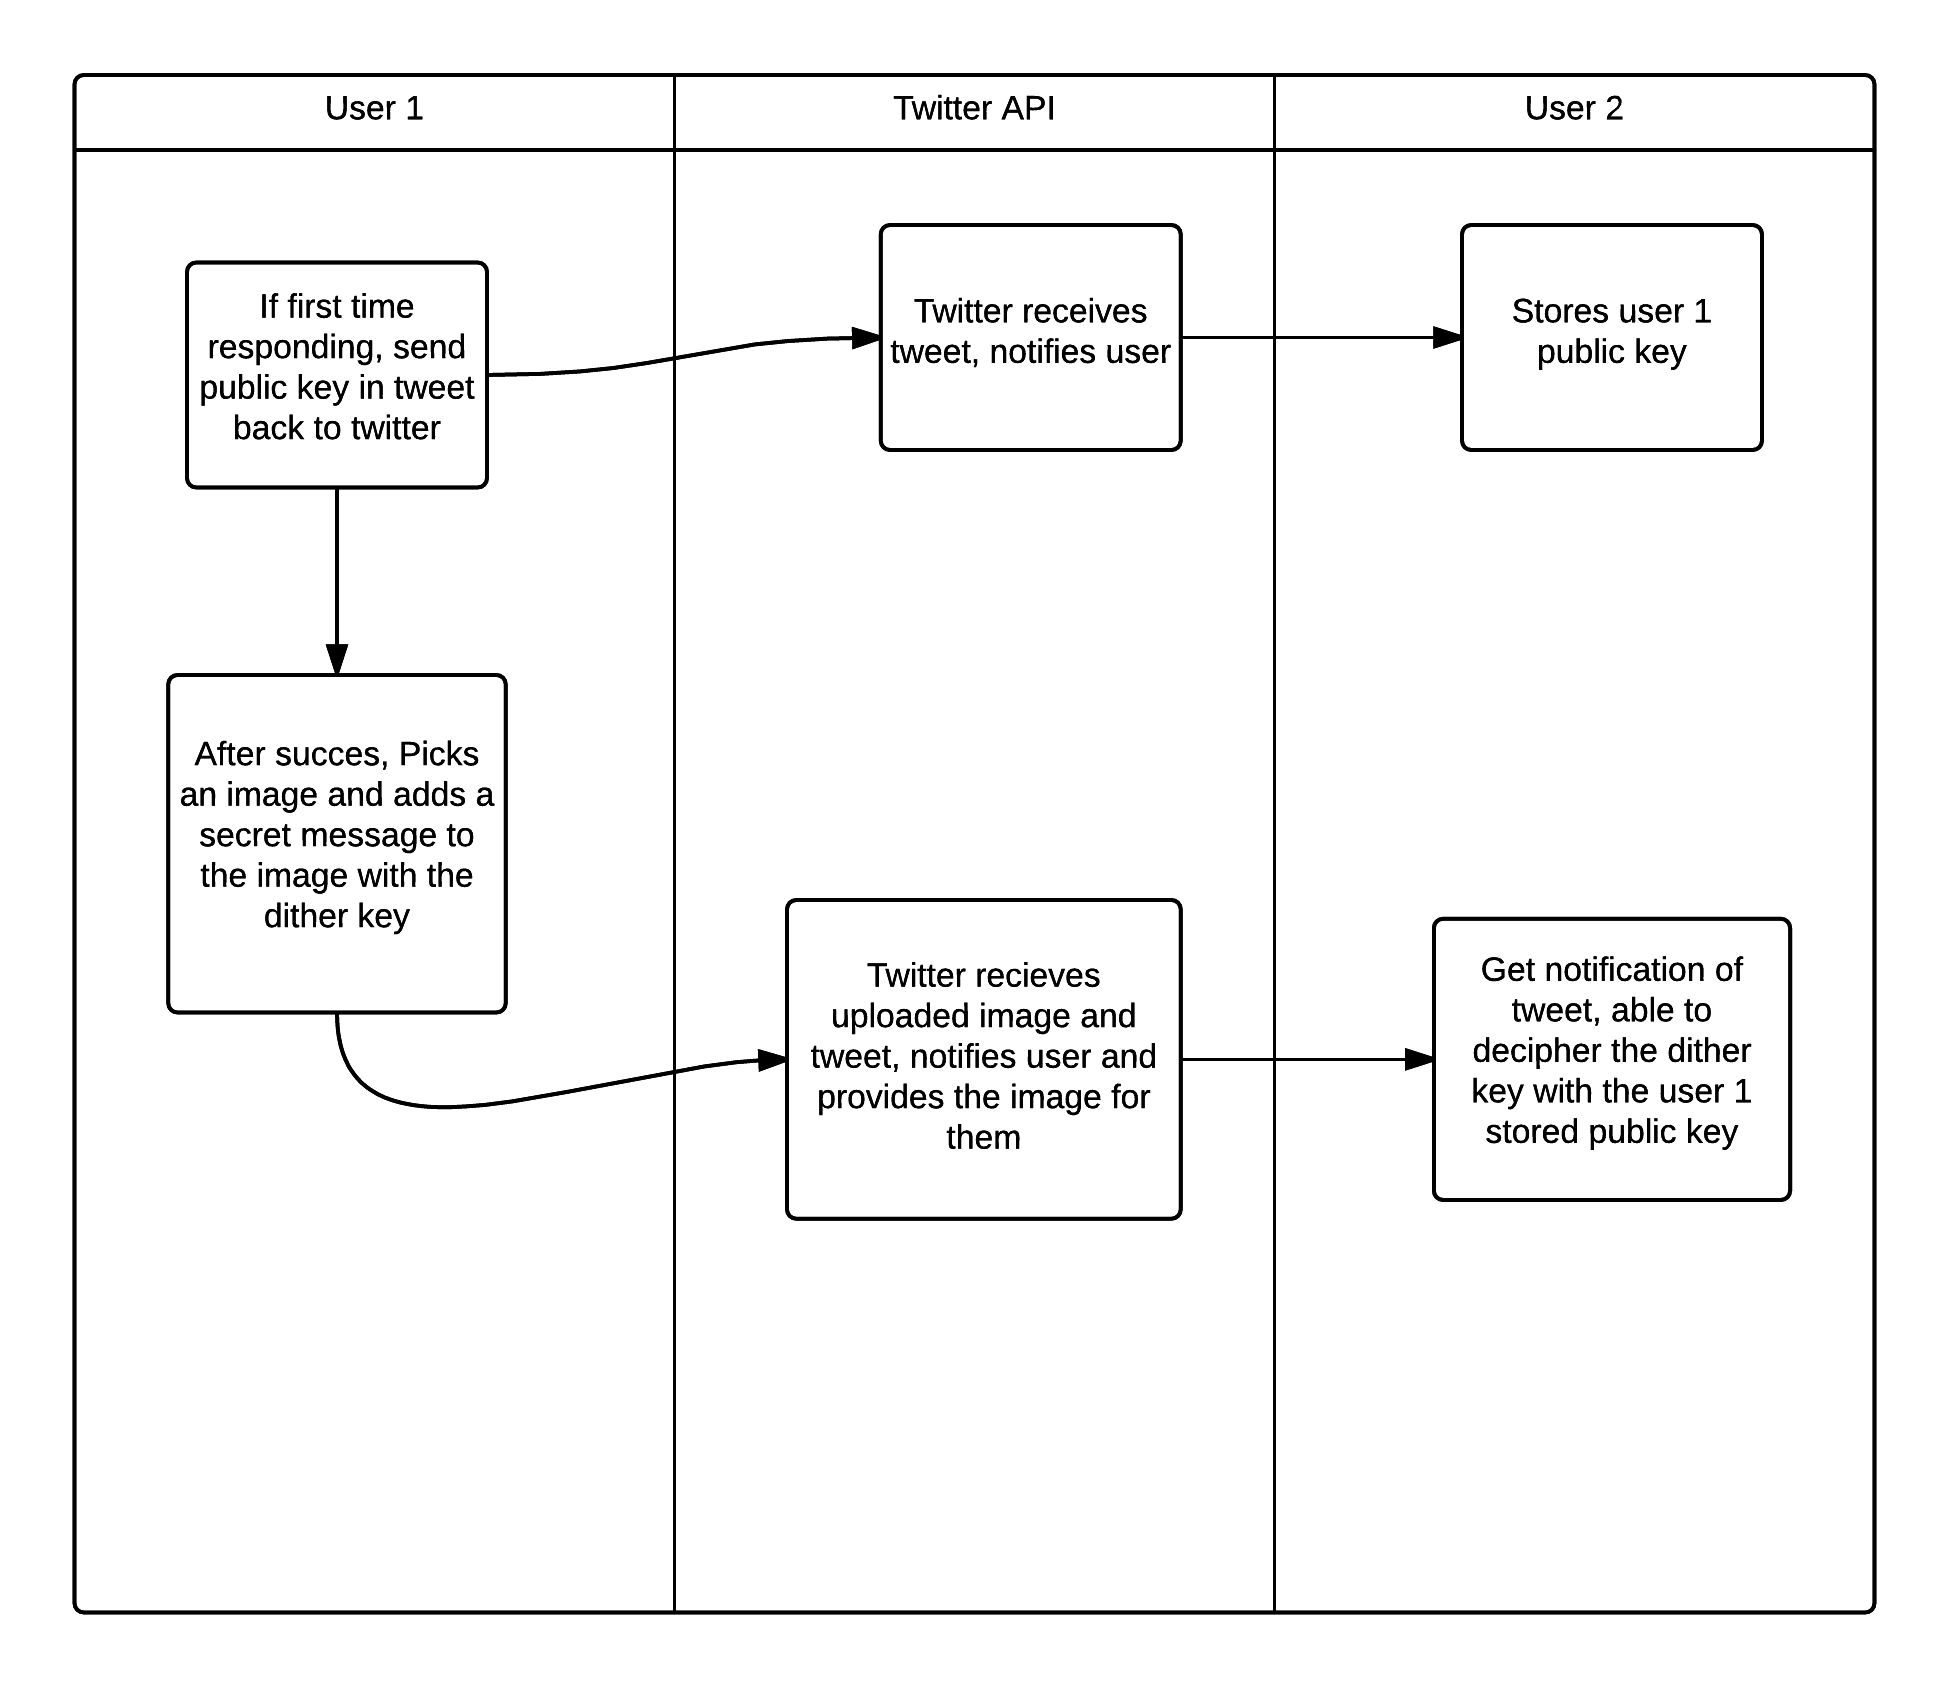 User 1
Twitter API
User 2
If first time
responding, send
public key in tweet
back to twitter
Twitter receives
tweet, notifies user
Stores user 1
public key
After succes, Picks
an image and adds a
secret message to
the image with the
dither key
Twitter recieves
uploaded image and
tweet, notifies user and
provides the image for
them
Get notification of
tweet, able to
decipher the dither
key with the user 1
stored public key